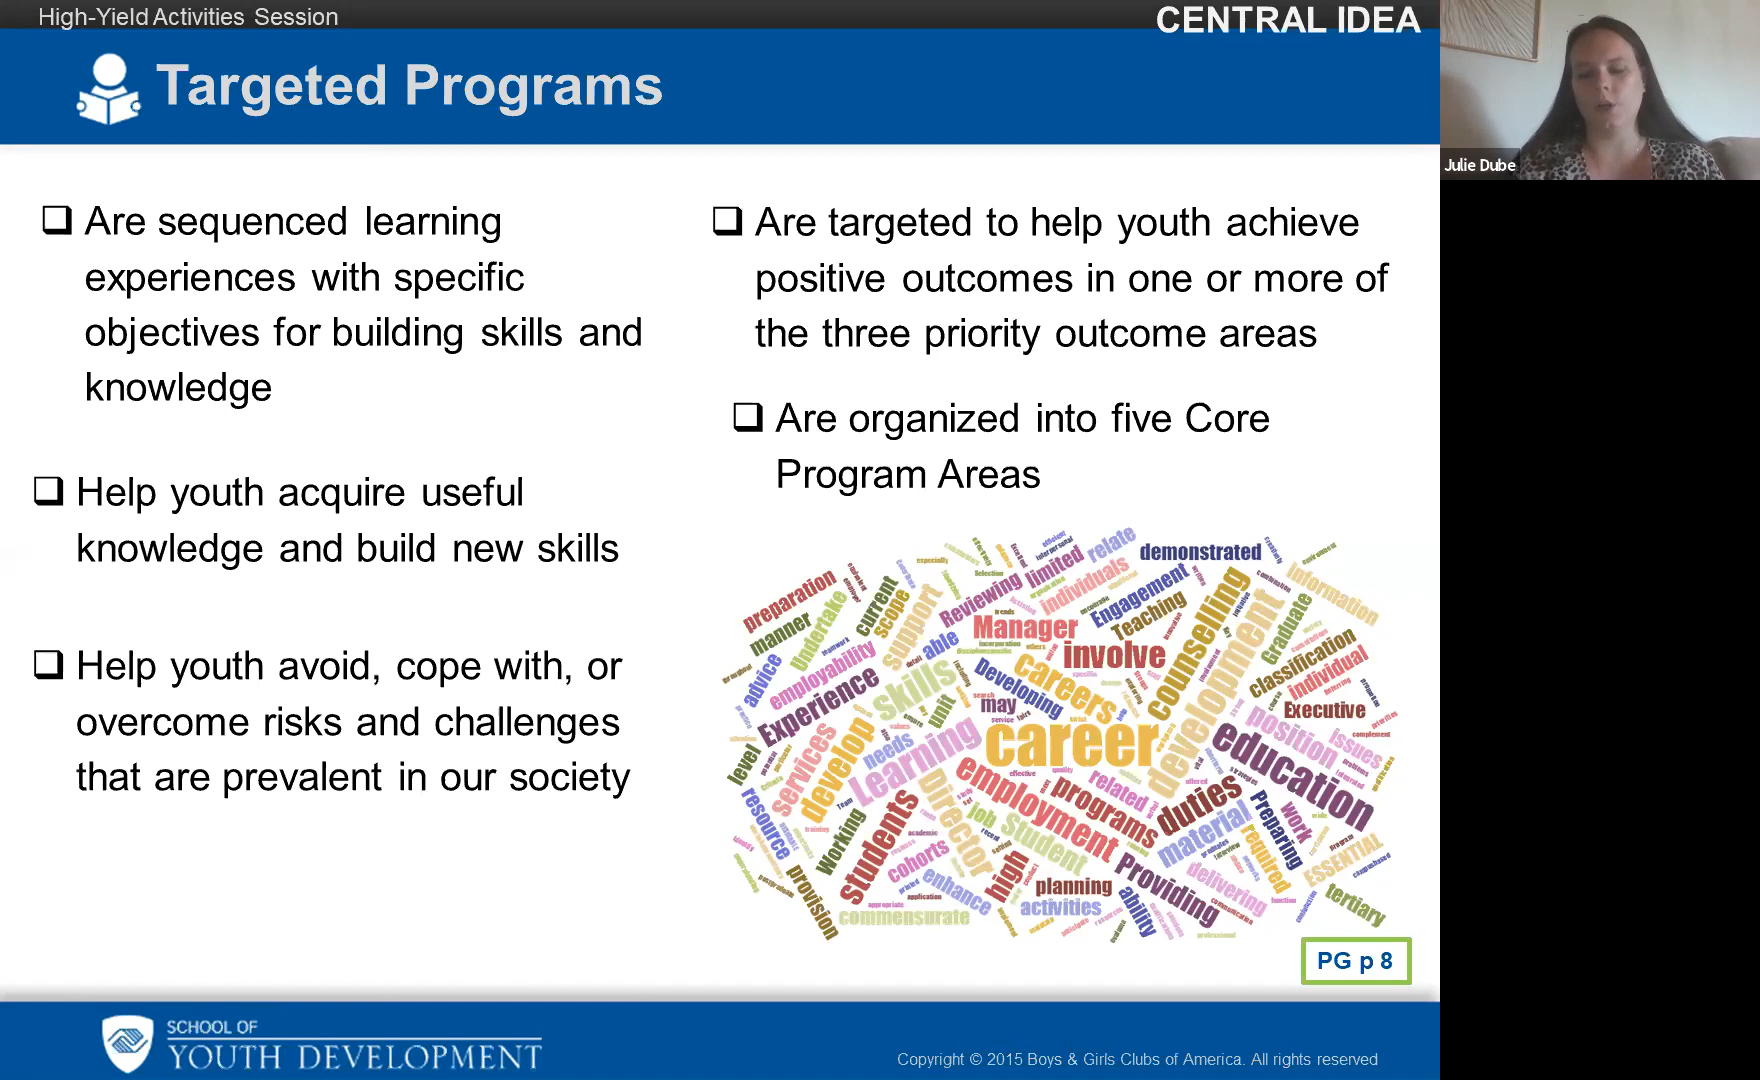 High-Yield Activities Session
CENTRAL IDEA
Targeted Programs
Julie Dube
Are sequenced learning
experiences with specific
objectives for building skills and
knowledge
Help youth acquire useful
knowledge and build new skills
Help youth avoid, cope with, or
overcome risks and challenges
that are prevalent in our society
Are targeted to help youth achieve
positive outcomes in one or more of
the three priority outcome areas
Are organized into five Core
Program Areas
preparation
manner
Undertake
current
scope
support
Reviewing
limited
relate
individuals
demonstrated
Engagement
Teaching
counselling
development
Information
Graduate
classification
individual
Executive
advice
employability
Experience
able
Manager
involve
skills
unit
Developing
careers
may
career
position
issues
education
level
services
develop
needs
Learning
Director
employment
programs
related
duties
material
Preparing
work
required
ESSENTIAL
resource
Working
students
cohorts
job
Student
high
enhance
planning
activities
Providing
ability
delivering
provision
commensurate
tertiary
PG p 8
SCHOOL OF
YOUTH DEVELOPMENT
Copyright © 2015 Boys & Girls Clubs of America. All rights reserved